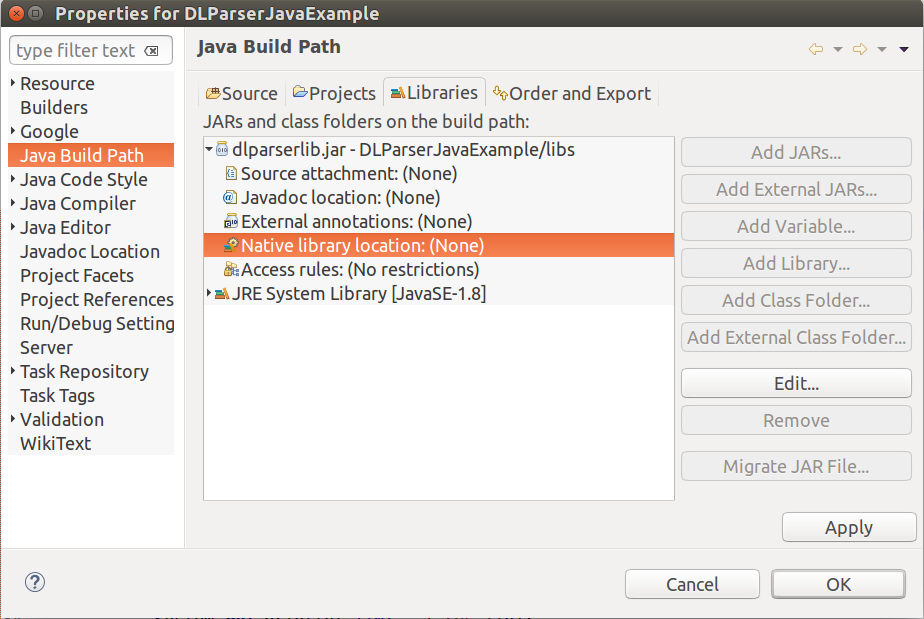 Properties for DLParserJavaExample
type filter text
Resource
Builders
Google
Java Build Path
Java Code Style
Java Compiler
Java Editor
Javadoc Location
Project Facets
Project References
Run/Debug Setting
Server
Task Repository
Task Tags
Validation
WikiText
Java Build Path
Source Projects Libraries Order and Export
JARs and class folders on the build path:
dlparserlib.jar - DLParserJavaExample/libs
Source attachment: (None)
Javadoc location: (None)
External annotations: (None)
Native library location: (None)
Access rules: (No restrictions)
JRE System Library [JavaSE-1.8]
Add JARs...
Add External JARs...
Add Variable...
Add Library...
Add Class Folder...
Add External Class Folder...
Edit...
Remove
Migrate JAR File...
Apply
?
Cancel OK